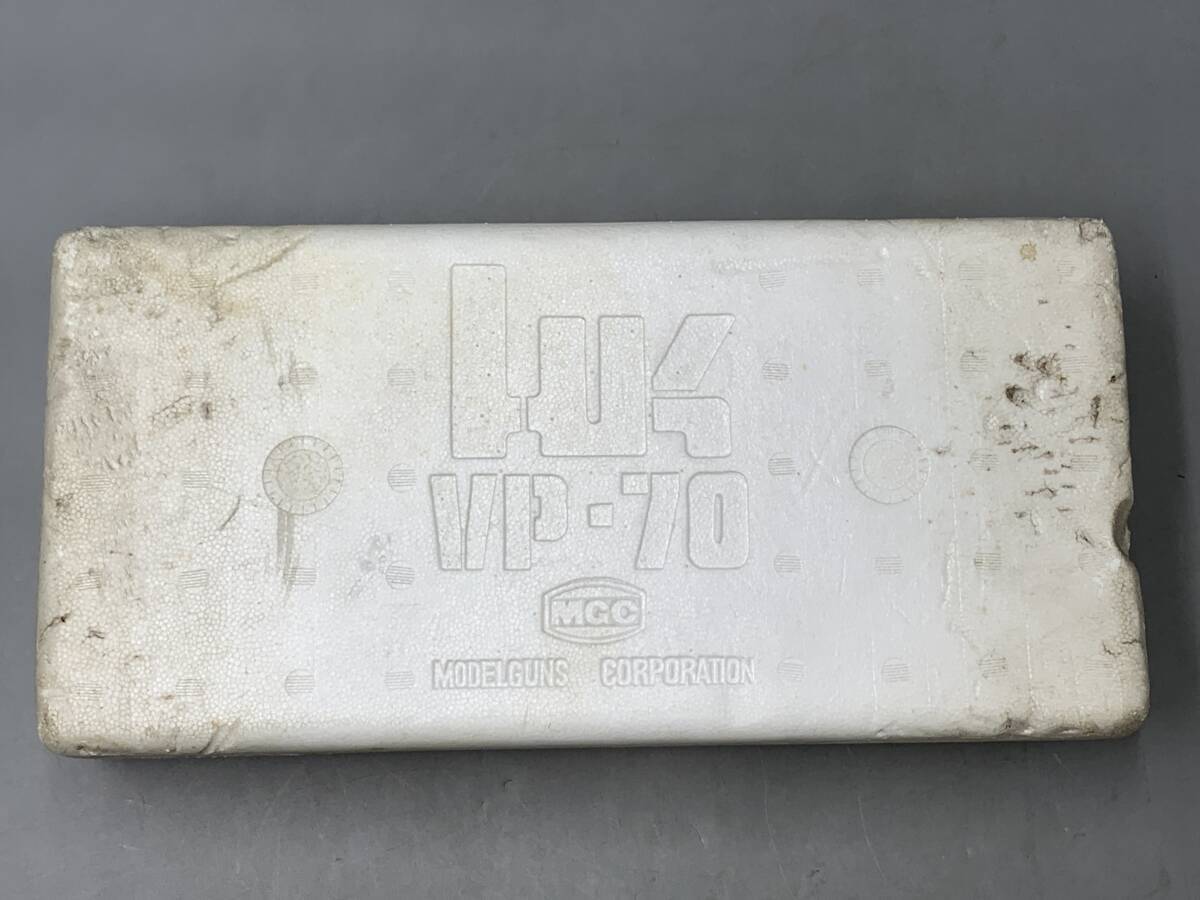 HK
VP-70
MGC
MODELGUNS CORPORATION